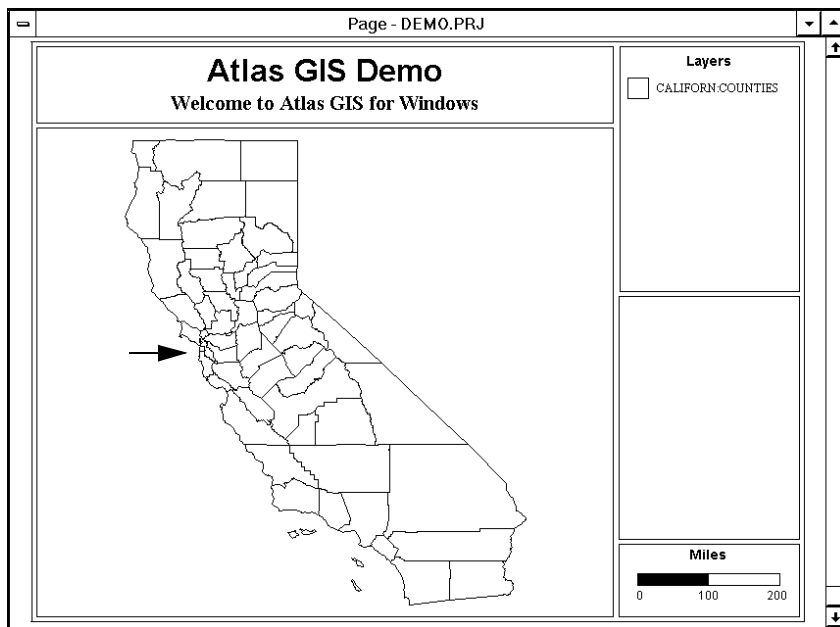 Page - DEMO.PRJ
Atlas GIS Demo
Welcome to Atlas GIS for Windows
Layers
CALIFORN:COUNTIES
Miles
0 100 200